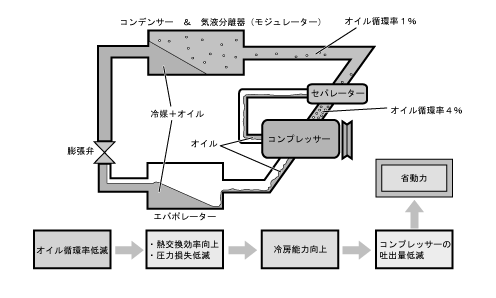 コンデンサー ＆ 気液分離器（モジュレーター）
オイル循環率１％
セパレーター
オイル循環率４％
冷媒＋オイル
オイル
コンプレッサー
膨張弁
エバポレーター
省動力
オイル循環率低減
・熱交換効率向上
・圧力損失低減
冷房能力向上
コンプレッサーの
吐出量低減